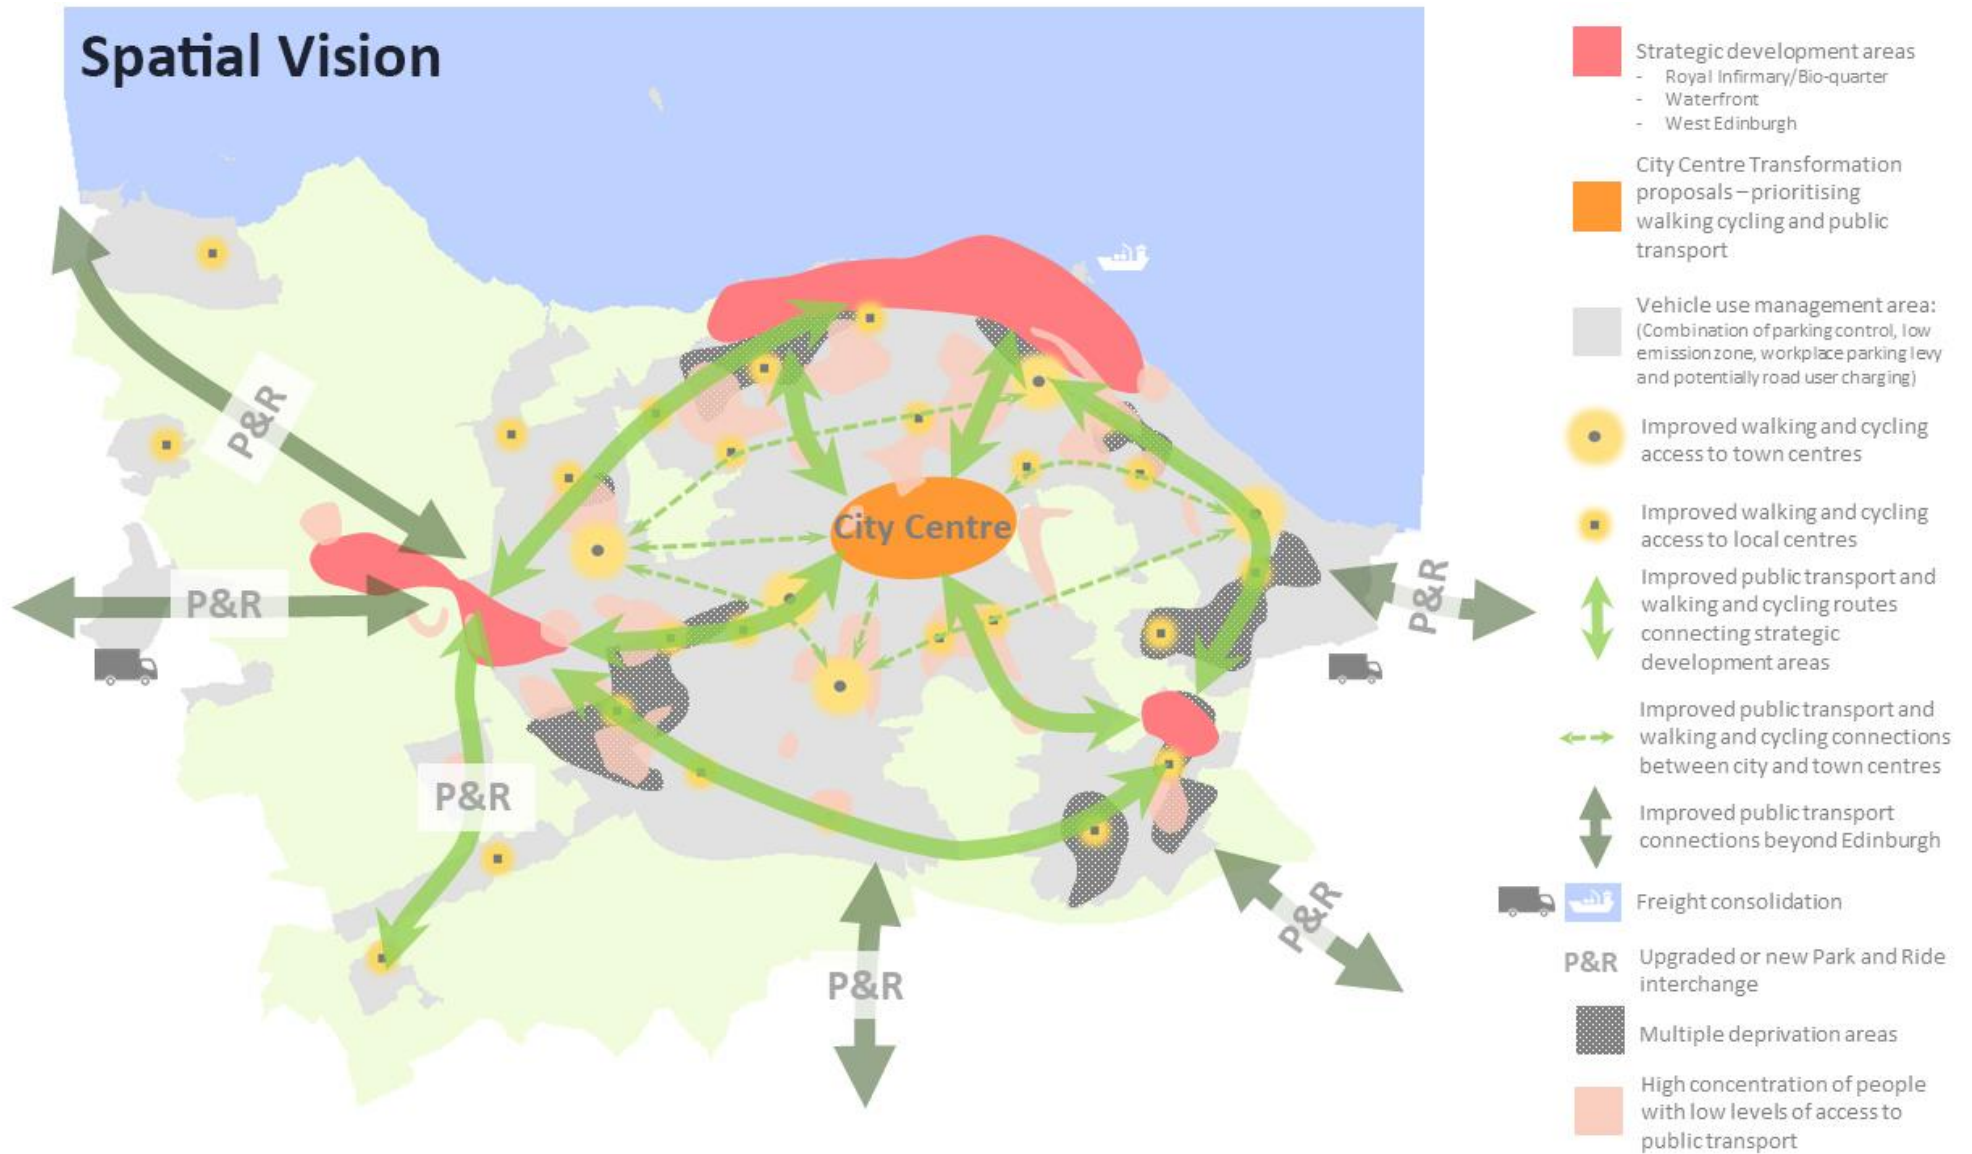 Spatial Vision
P&R
P&R
P&R
P&R
P&R
P&R
City Centre
Strategic development areas
- Royal Infirmary/Bio-quarter
- Waterfront
- West Edinburgh
City Centre Transformation
proposals – prioritising
walking cycling and public
transport
Vehicle use management area:
(Combination of parking control, low
emission zone, workplace parking levy
and potentially road user charging)
Improved walking and cycling
access to town centres
Improved walking and cycling
access to local centres
Improved public transport and
walking and cycling routes
connecting strategic
development areas
Improved public transport and
walking and cycling connections
between city and town centres
Improved public transport
connections beyond Edinburgh
Freight consolidation
P&R Upgraded or new Park and Ride
interchange
Multiple deprivation areas
High concentration of people
with low levels of access to
public transport